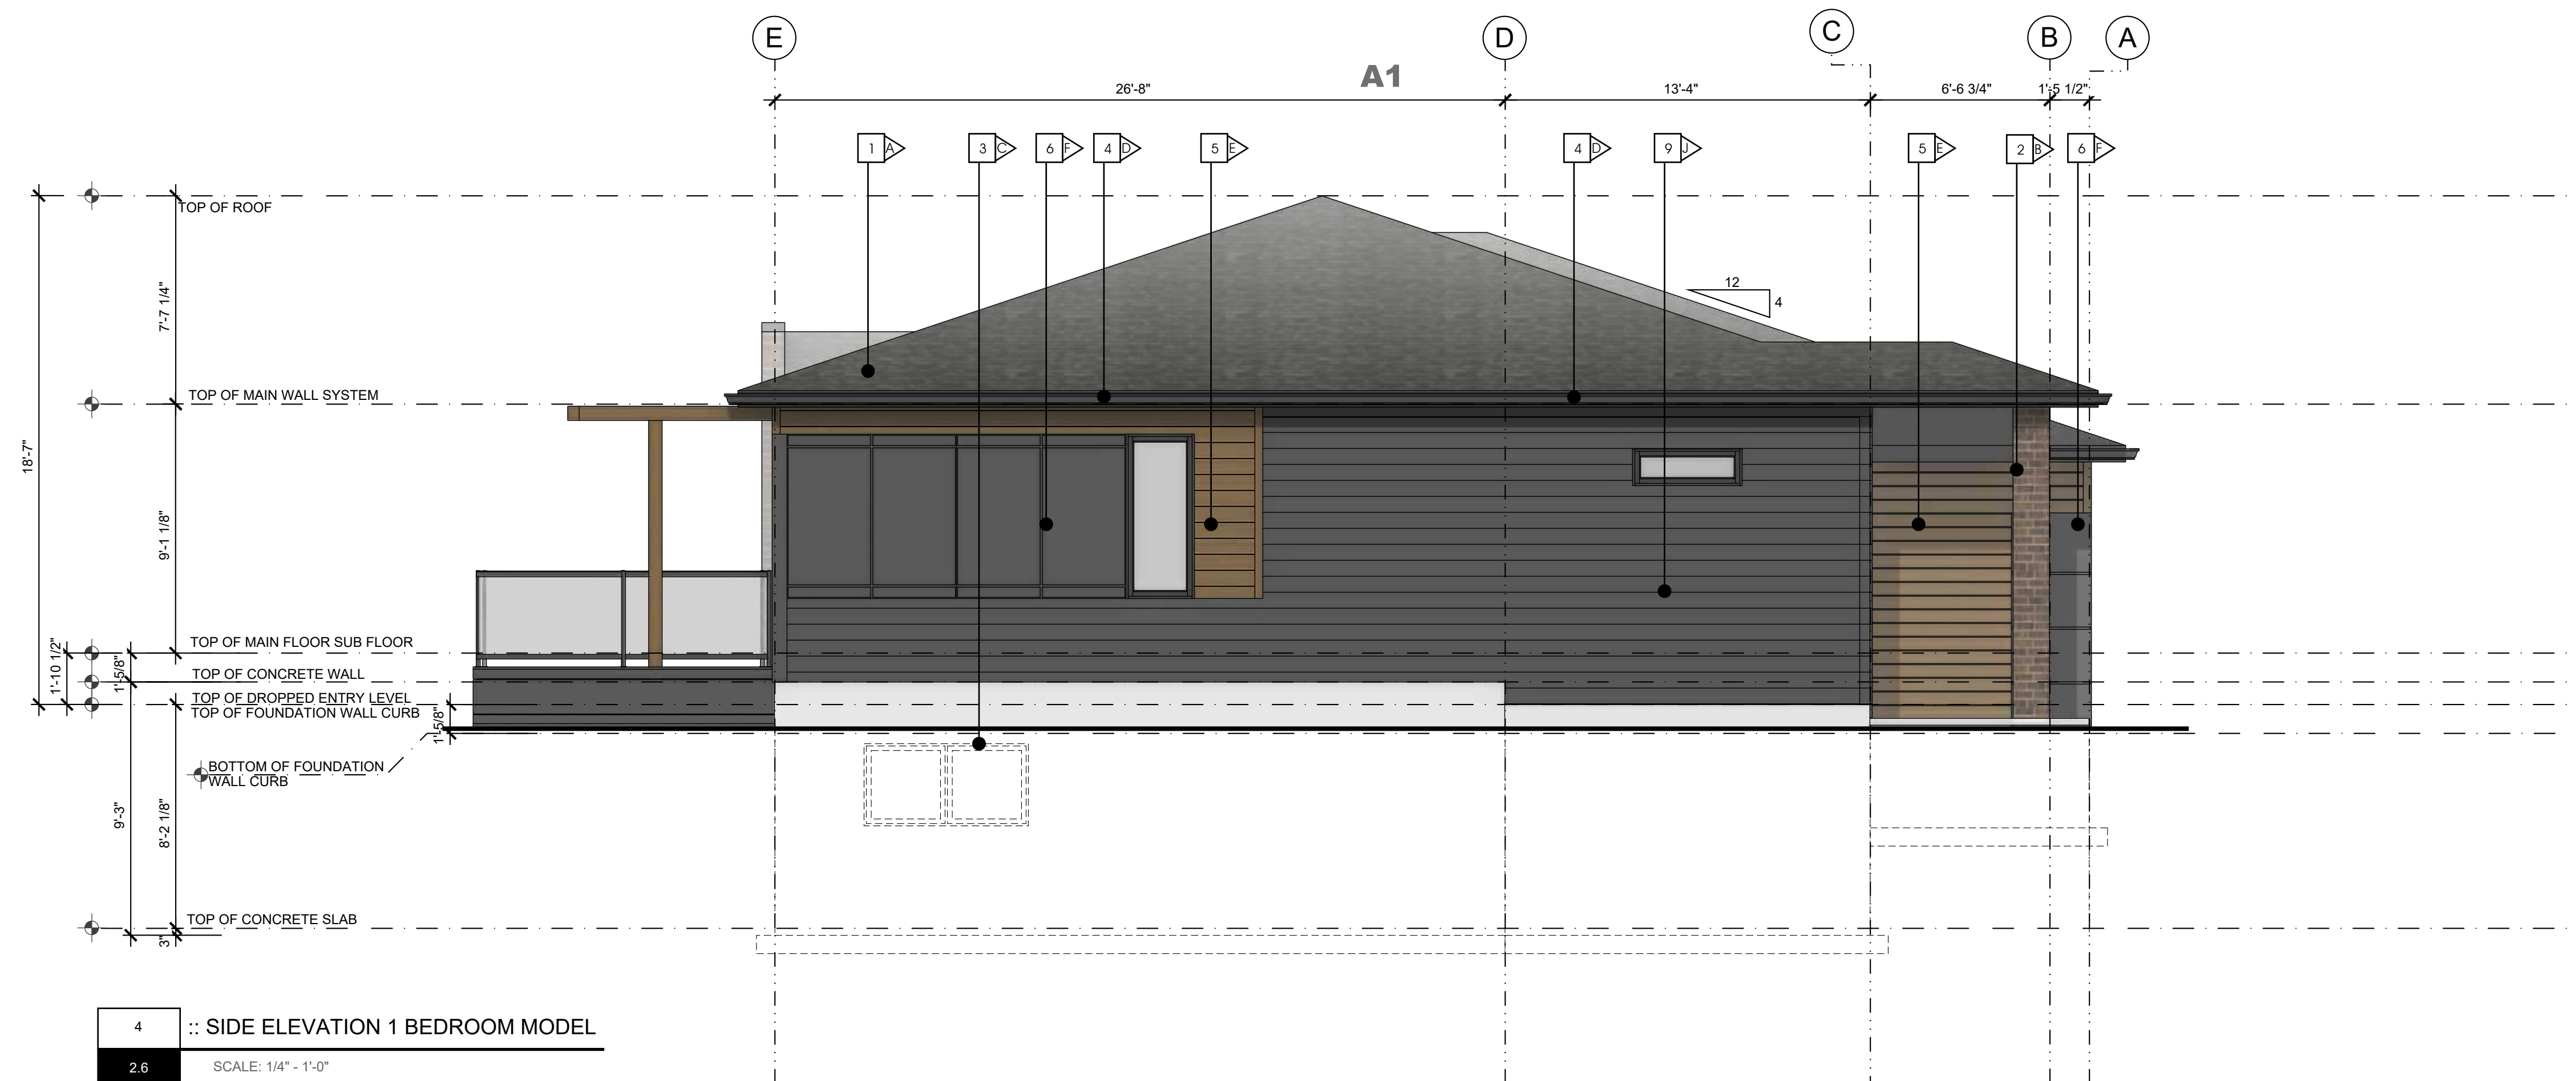 E
D
C
B
A
A1
26'-8"
13'-4"
6'-6 3/4"
1'-5 1/2"
1 A
3 C
6 F
4 D
5 E
4 D
9 J
5 E
2 B
6 F
TOP OF ROOF
12
4
7'-7 1/4"
TOP OF MAIN WALL SYSTEM
18'-7"
9'-1 1/8"
TOP OF MAIN FLOOR SUB FLOOR
1'-10 1/2"
1'-5/8"
TOP OF CONCRETE WALL
TOP OF DROPPED ENTRY LEVEL
TOP OF FOUNDATION WALL CURB
1'-5/8"
BOTTOM OF FOUNDATION
WALL CURB
9'-3"
8'-2 1/8"
TOP OF CONCRETE SLAB
3"
4
:: SIDE ELEVATION 1 BEDROOM MODEL
2.6
SCALE: 1/4" - 1'-0"